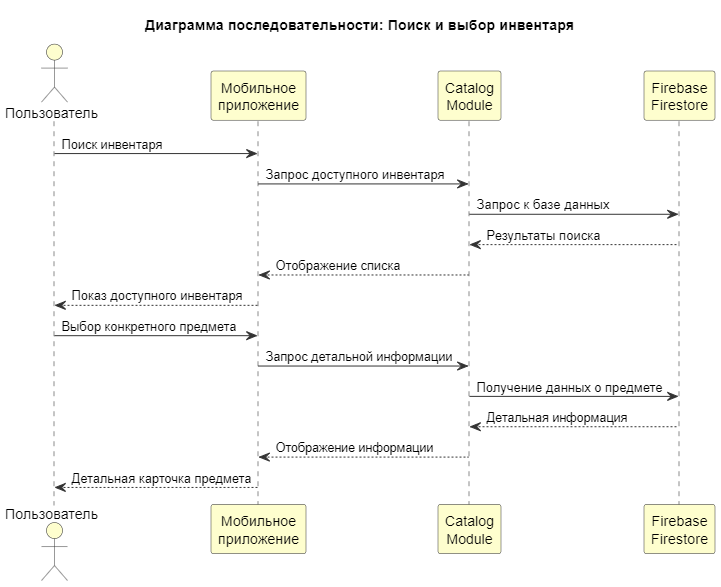 Диаграмма последовательности: Поиск и выбор инвентаря
Пользователь
Мобильное
приложение
Catalog
Module
Firebase
Firestore
Поиск инвентаря
Запрос доступного инвентаря
Запрос к базе данных
Результаты поиска
Отображение списка
Показ доступного инвентаря
Выбор конкретного предмета
Запрос детальной информации
Получение данных о предмете
Детальная информация
Отображение информации
Детальная карточка предмета
Пользователь
Мобильное
приложение
Catalog
Module
Firebase
Firestore